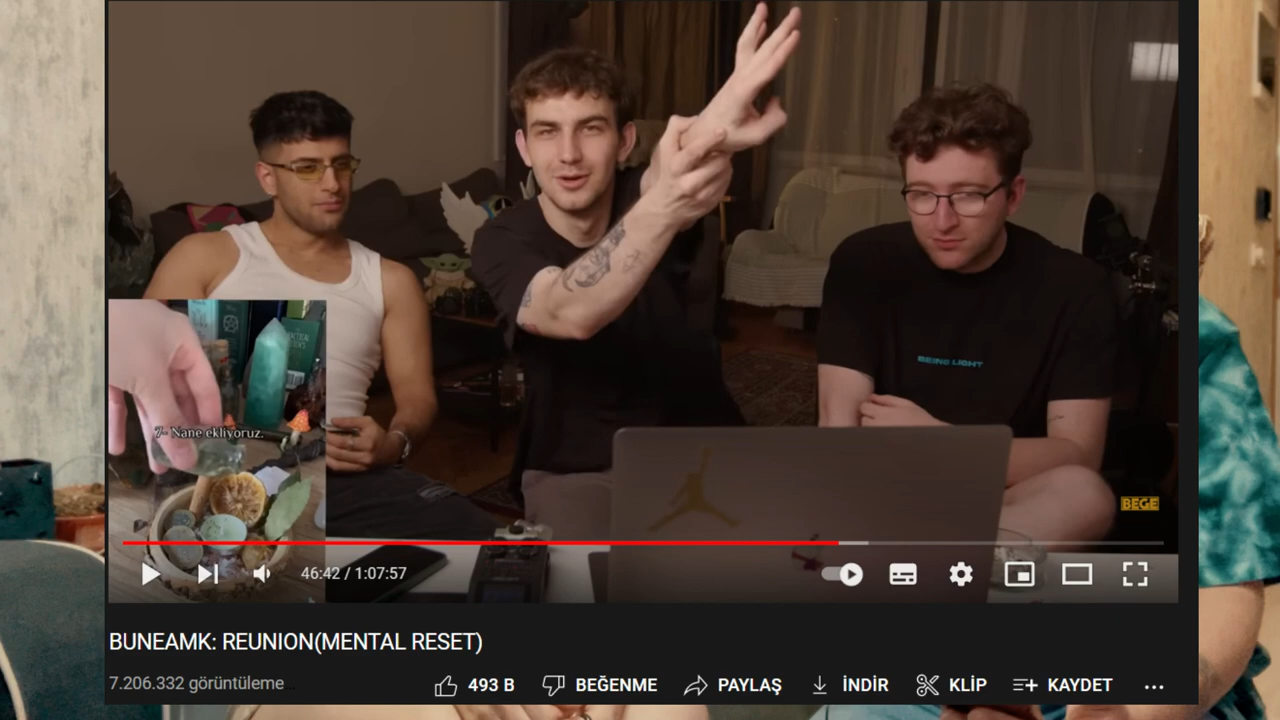 7- Nane ekliyoruz.
BEING LIGHT
BEGE
46:42 / 1:07:57
BUNEAMK: REUNION(MENTAL RESET)
7.206.332 görüntüleme
493 B
BEĞENME
PAYLAŞ
İNDİR
KLİP
KAYDET